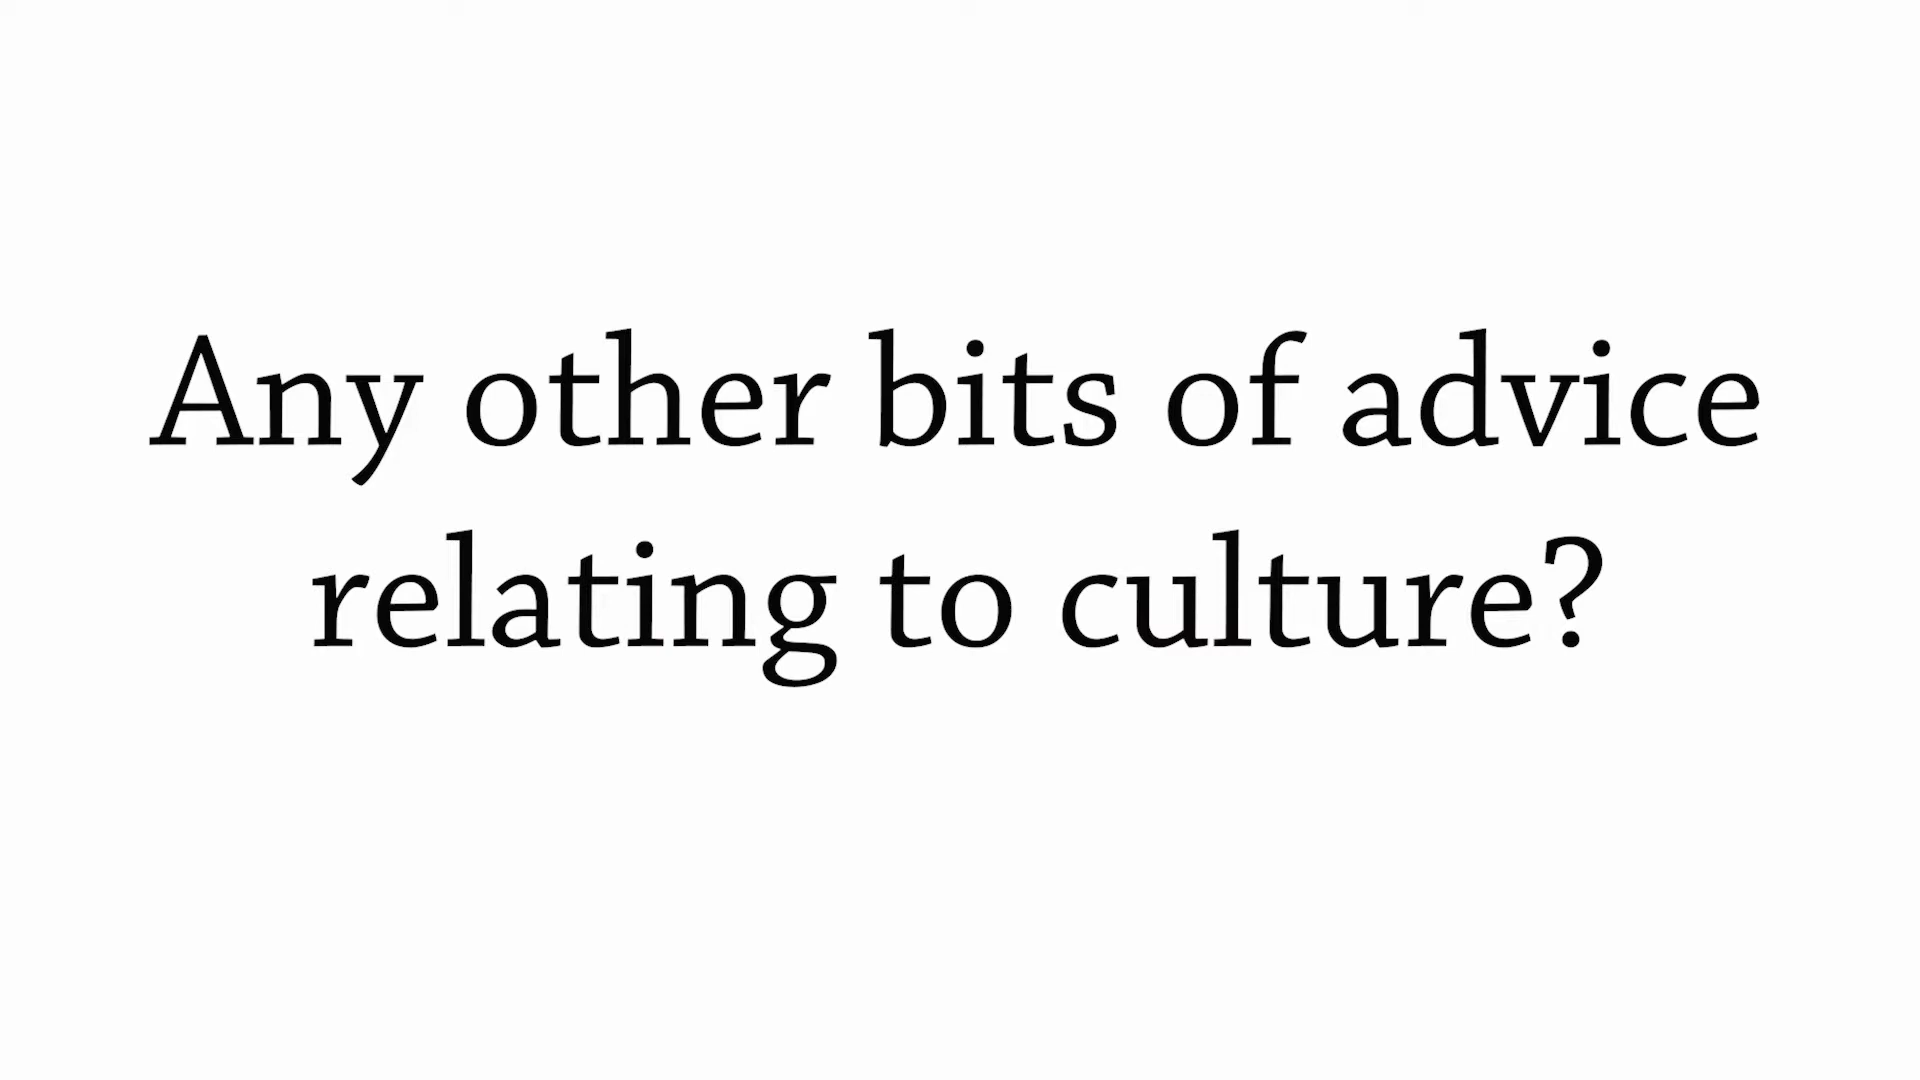 Any other bits of advice
relating to culture?